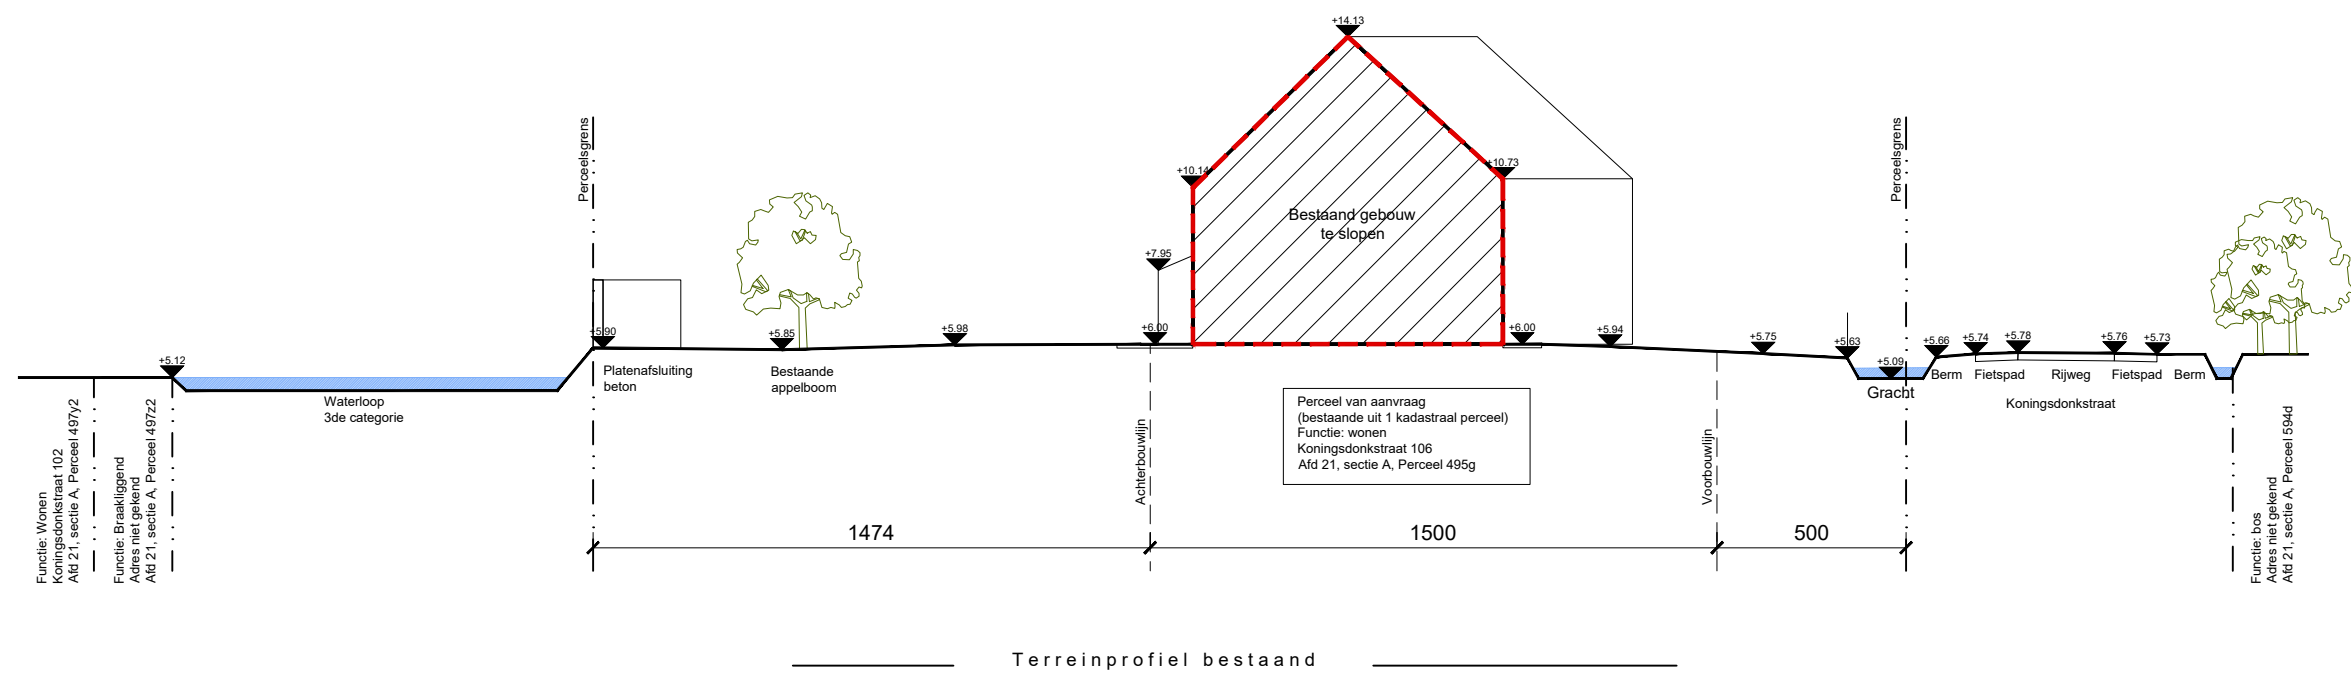 +14.13
Perceelsgrens
Perceelsgrens
+10.14
+10.73
Bestaand gebouw
te slopen
+7.95
+5.90
+5.85
+5.98
+6.00
+6.00
+5.94
+5.75
+5.63
+5.66
+5.74
+5.78
+5.76
+5.73
+5.12
+5.09
Platenafsluiting
beton
Bestaande
appelboom
Berm
Fietspad
Rijweg
Fietspad
Berm
Gracht
Koningsdonkstraat
Waterloop
3de categorie
Perceel van aanvraag
(bestaande uit 1 kadastraal perceel)
Functie: wonen
Koningsdonkstraat 106
Afd 21, sectie A, Perceel 495g
Functie: Wonen
Koningsdonkstraat 102
Afd 21, sectie A, Perceel 497y2
Functie: Braakliggend
Adres niet gekend
Afd 21, sectie A, Perceel 497z2
Achterbouwlijn
Voorbouwlijn
Functie: bos
Adres niet gekend
Afd 21, sectie A, Perceel 594d
1474
1500
500
Terreinprofiel bestaand